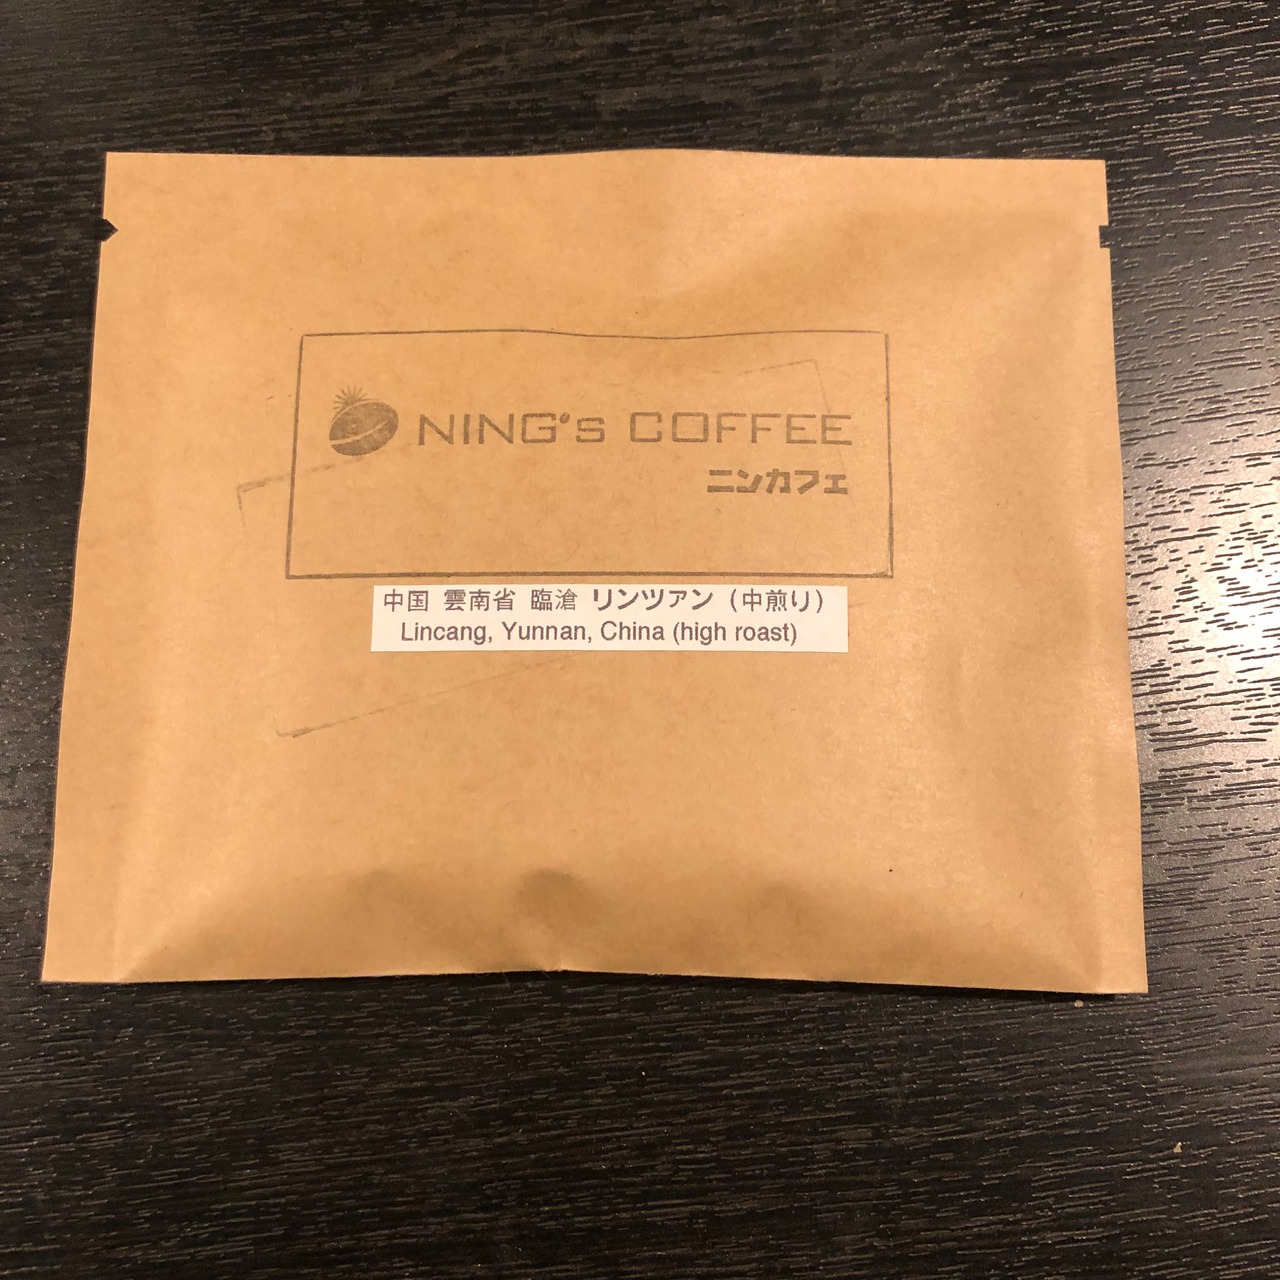 NING's COFFEE
ニンカフェ
中国 雲南省 臨滄 リンツァン (中煎り)
Lincang, Yunnan, China (high roast)